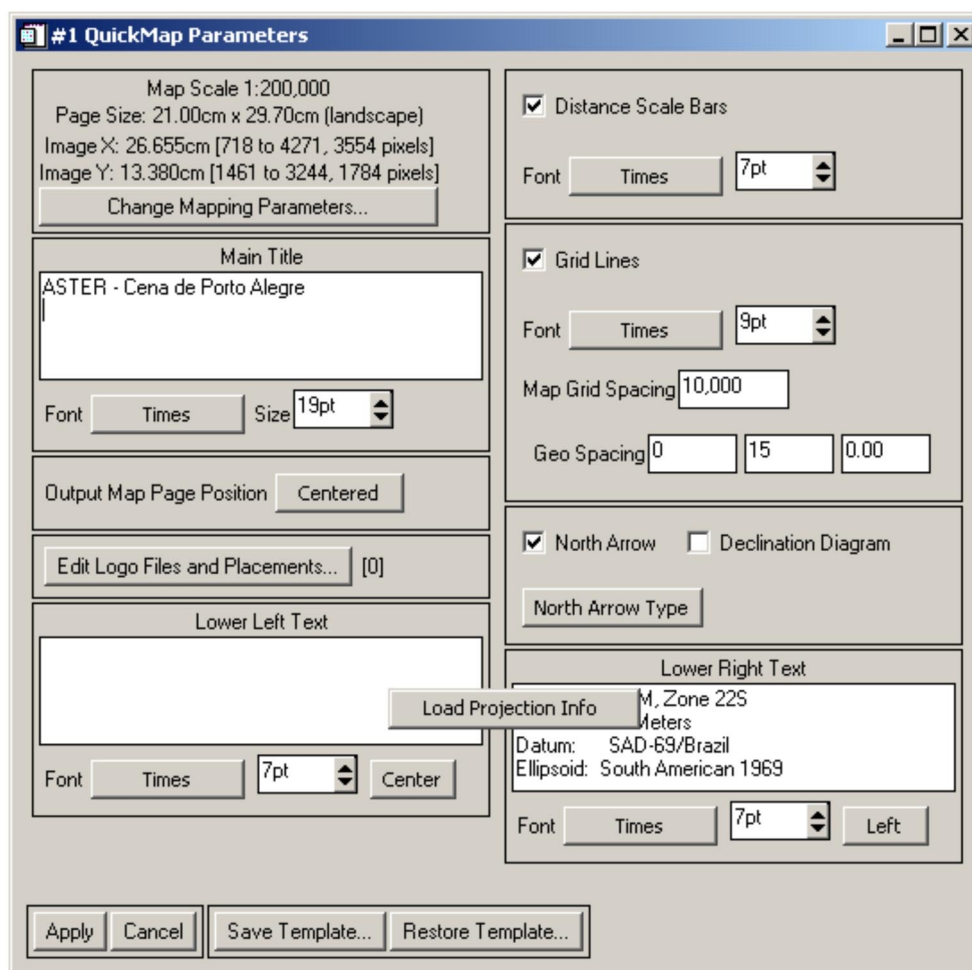 #1 QuickMap Parameters
Map Scale 1:200,000
Page Size: 21.00cm x 29.70cm (landscape)
Image X: 26.655cm [718 to 4271, 3554 pixels]
Image Y: 13.380cm [1461 to 3244, 1784 pixels]
Change Mapping Parameters...
Main Title
ASTER - Cena de Porto Alegre
Font Times Size 19pt
Output Map Page Position Centered
Edit Logo Files and Placements... [0]
Lower Left Text
Load Projection Info
Font Times 7pt Center
Distance Scale Bars
Font Times 7pt
Grid Lines
Font Times 9pt
Map Grid Spacing 10,000
Geo Spacing 0 15 0.00
North Arrow Declination Diagram
North Arrow Type
Lower Right Text
M, Zone 22S
Meters
Datum: SAD-69/Brazil
Ellipsoid: South American 1969
Font Times 7pt Left
Apply Cancel Save Template... Restore Template...